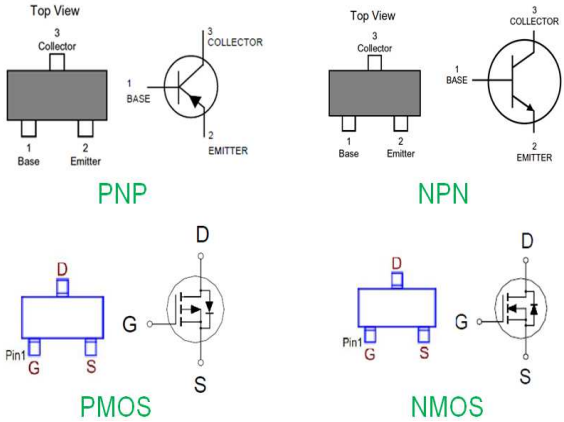 Top View
3
Collector
1
Base
2
Emitter
3
COLLECTOR
1
BASE
2
EMITTER
PNP
Top View
3
Collector
1
Base
2
Emitter
3
COLLECTOR
1
BASE
2
EMITTER
NPN
D
Pin1
G
S
D
G
S
PMOS
D
Pin1
G
S
D
G
S
NMOS